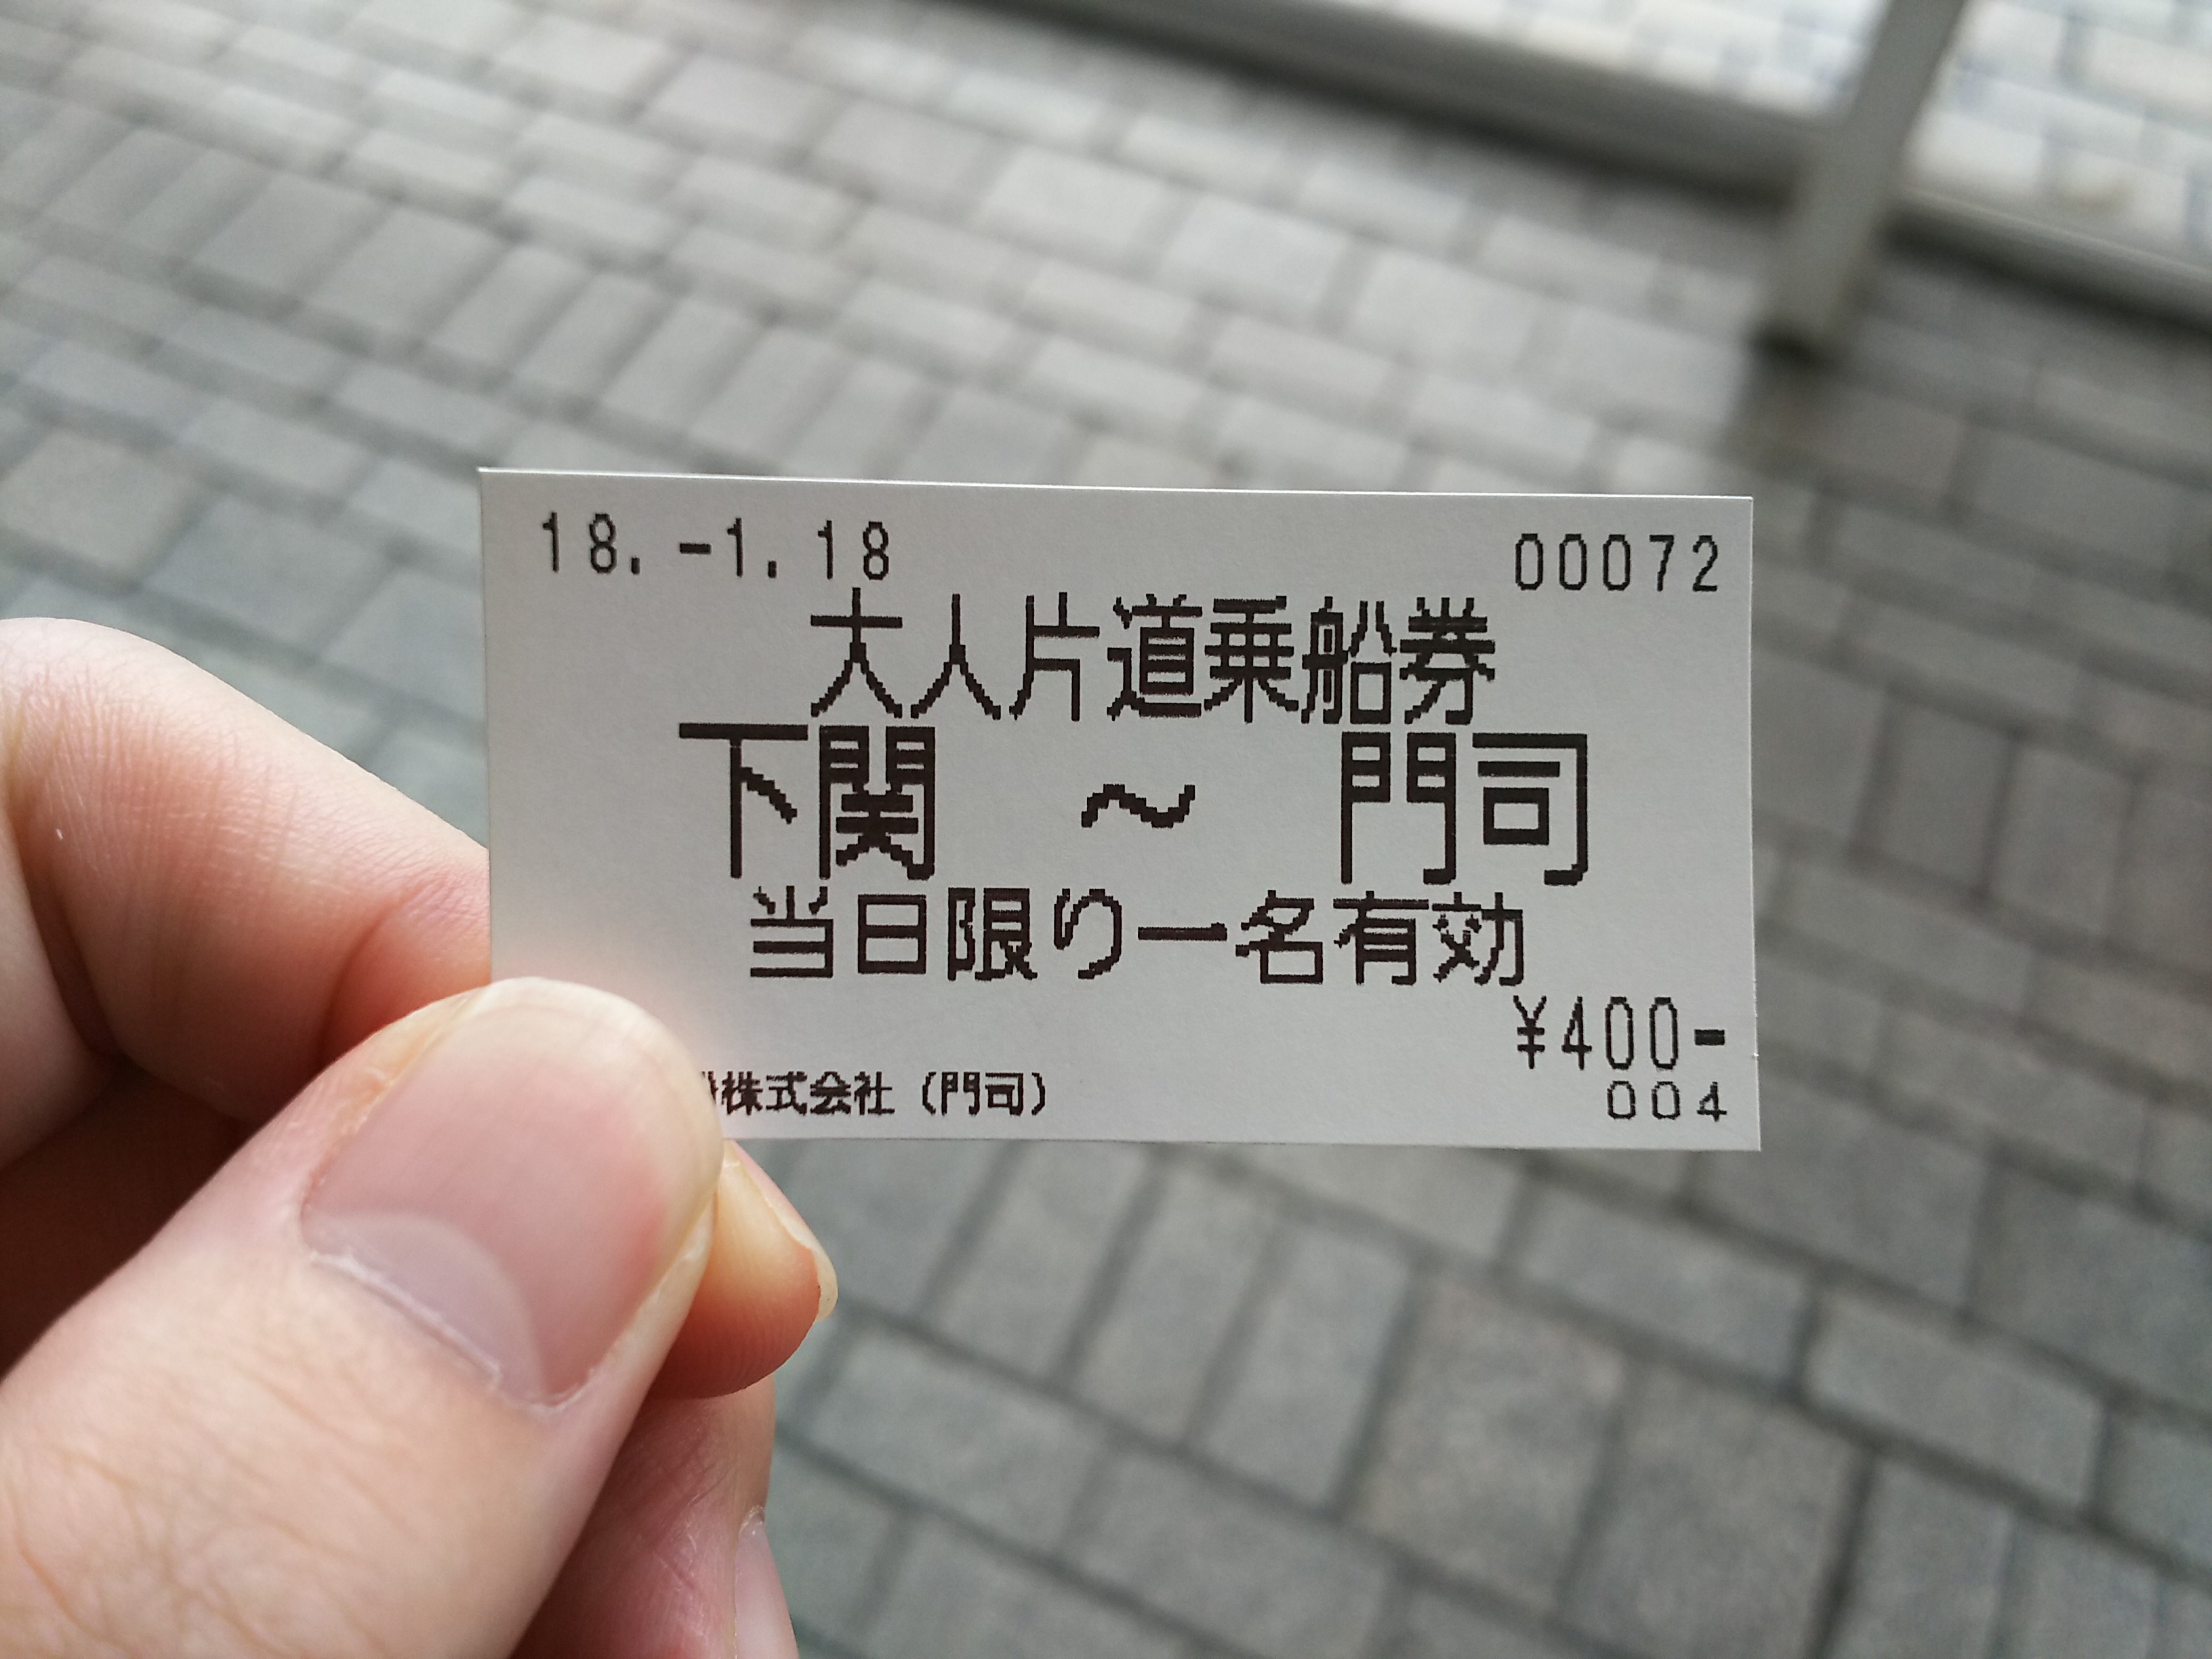 18.-1.18 00072
大人片道乗船券
下関 ～ 門司
当日限り一名有効
¥400-
株式会社（門司） 004